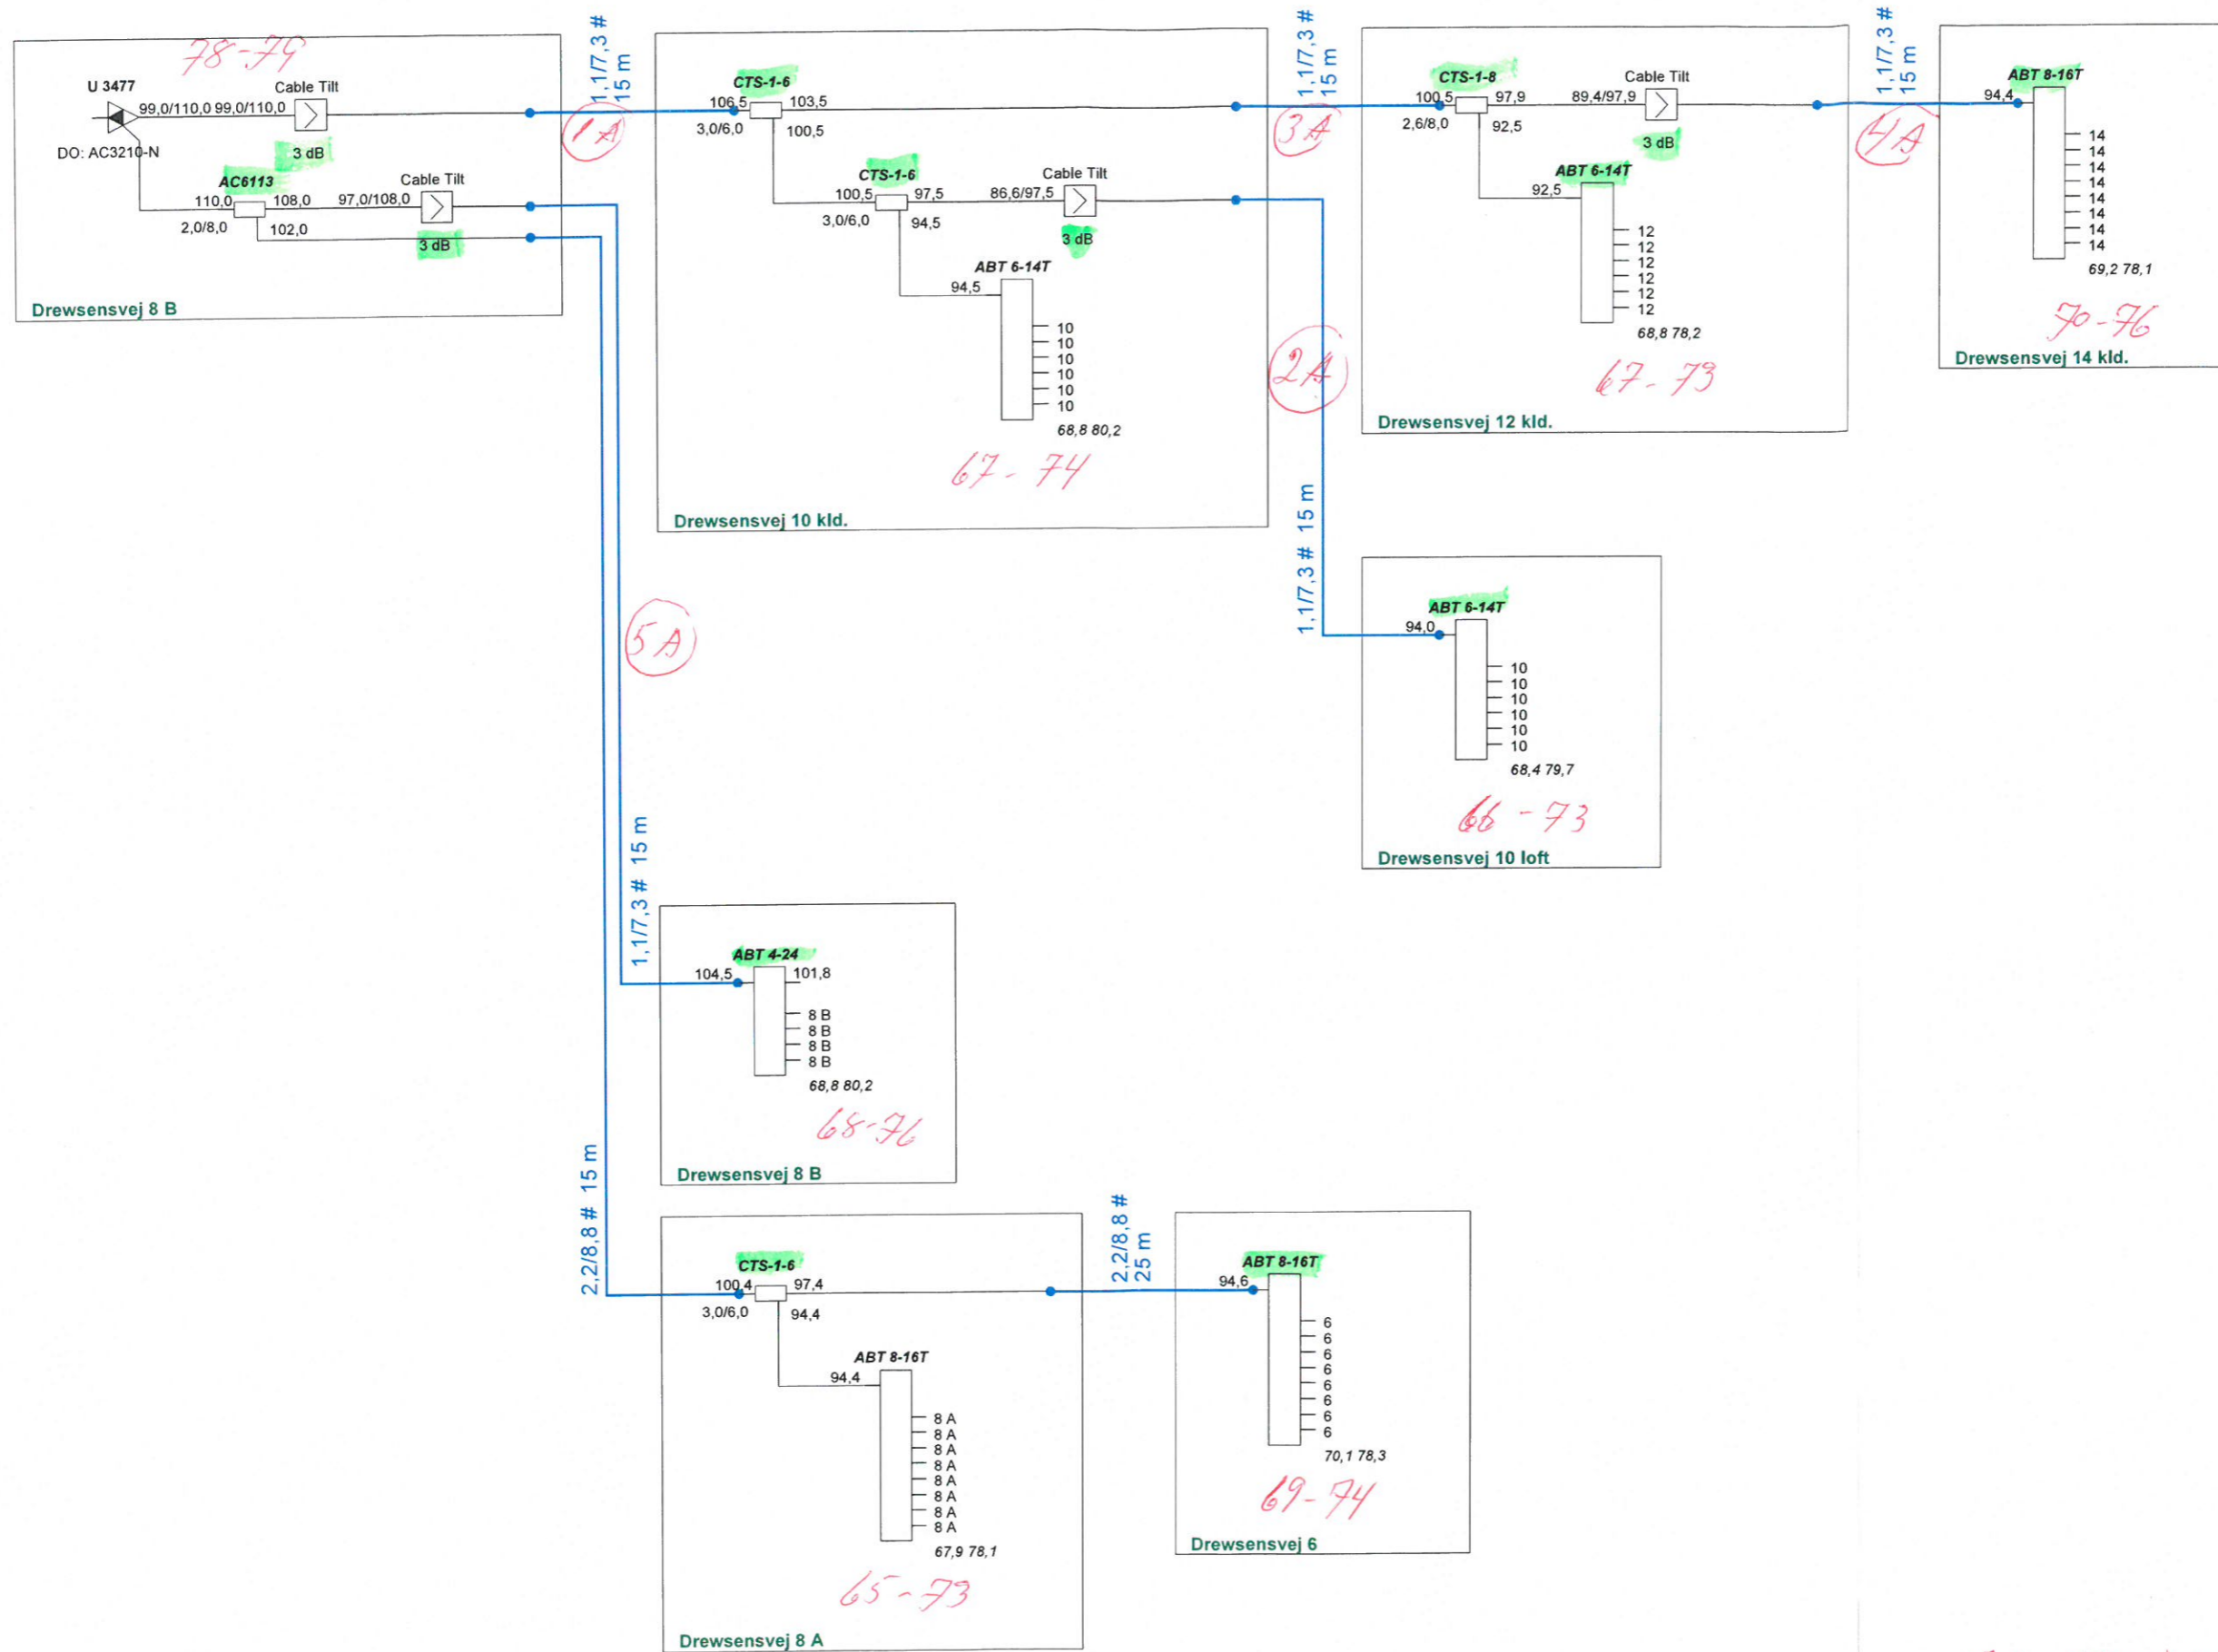 78-79
U 3477
99,0/110,0 99,0/110,0
Cable Tilt
3 dB
DO: AC3210-N
AC6113
110,0 108,0
2,0/8,0
102,0
97,0/108,0
Cable Tilt
3 dB
Drewsensvej 8 B
1,1/7,3 #
15 m
1A
CTS-1-6
106,5 103,5
3,0/6,0
100,5
CTS-1-6
100,5 97,5
3,0/6,0
94,5
86,6/97,5
Cable Tilt
3 dB
ABT 6-14T
94,5
10
10
10
10
10
10
68,8 80,2
67-74
Drewsensvej 10 kld.
1,1/7,3 #
15 m
3A
2A
1,1/7,3 # 15 m
CTS-1-8
100,5 97,9
2,6/8,0
92,5
89,4/97,9
Cable Tilt
3 dB
ABT 6-14T
92,5
12
12
12
12
12
12
68,8 78,2
67-73
Drewsensvej 12 kld.
1,1/7,3 #
15 m
4A
ABT 8-16T
94,4
14
14
14
14
14
14
14
14
69,2 78,1
70-76
Drewsensvej 14 kld.
ABT 6-14T
94,0
10
10
10
10
10
10
68,4 79,7
66-73
Drewsensvej 10 loft
5A
1,1/7,3 # 15 m
ABT 4-24
104,5 101,8
8 B
8 B
8 B
8 B
68,8 80,2
68-76
Drewsensvej 8 B
2,2/8,8 # 15 m
CTS-1-6
100,4 97,4
3,0/6,0
94,4
ABT 8-16T
94,4
8 A
8 A
8 A
8 A
8 A
8 A
8 A
8 A
67,9 78,1
65-73
Drewsensvej 8 A
2,2/8,8 #
25 m
ABT 8-16T
94,6
6
6
6
6
6
6
6
6
70,1 78,3
69-74
Drewsensvej 6